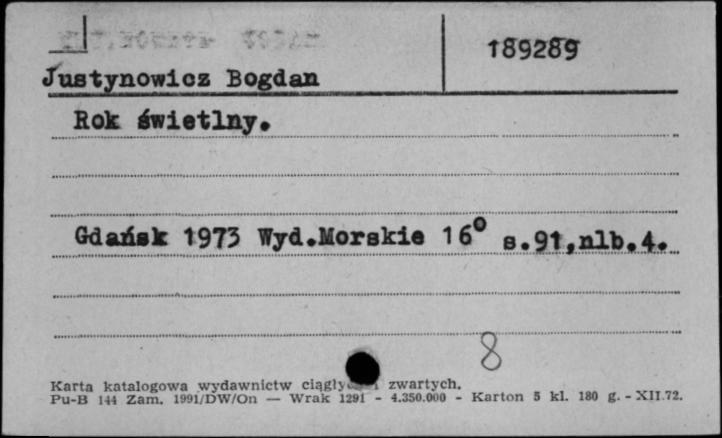 189289
Justynowicz Bogdan
Rok świetlny.
Gdańsk 1973 Wyd.Morskie 16⁰ s.91,nlb.4.
8
Karta katalogowa wydawnictw zwartych.
Pu-B 144 Zam. 1991/DW/On — Wrak 1291 - 4.350.000 - Karton 5 kl. 180 g. - XII.72.